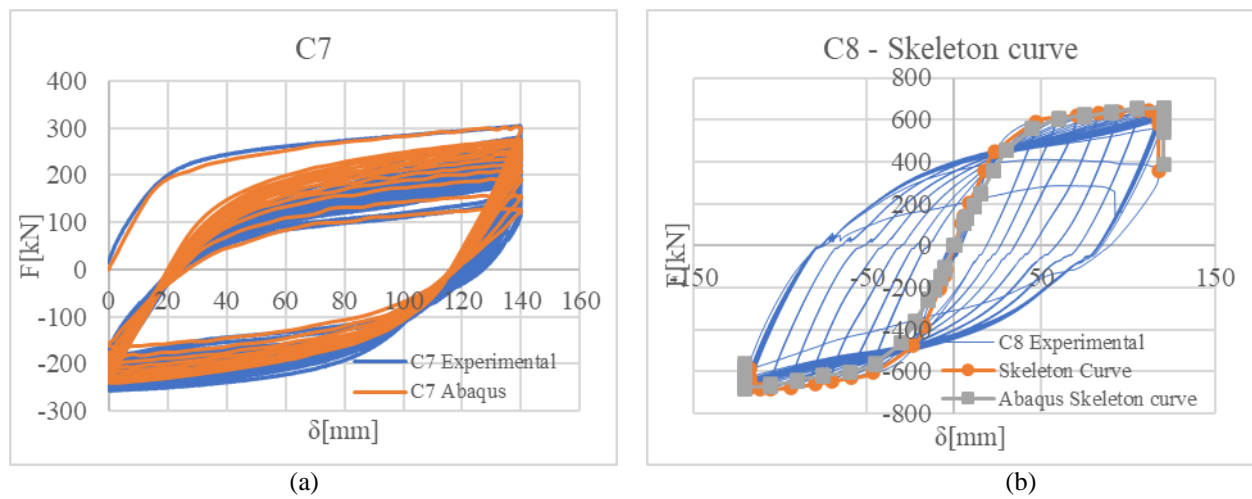 C7
400
300
200
100
0
-100
-200
-300
0 20 40 60 80 100 120 140 160
F[kN]
δ[mm]
C7 Experimental
C7 Abaqus
(a)
C8 - Skeleton curve
800
600
400
200
0
-200
-400
-600
-800
-150 -50 50 150
F[kN]
δ[mm]
C8 Experimental
Skeleton Curve
Abaqus Skeleton curve
(b)